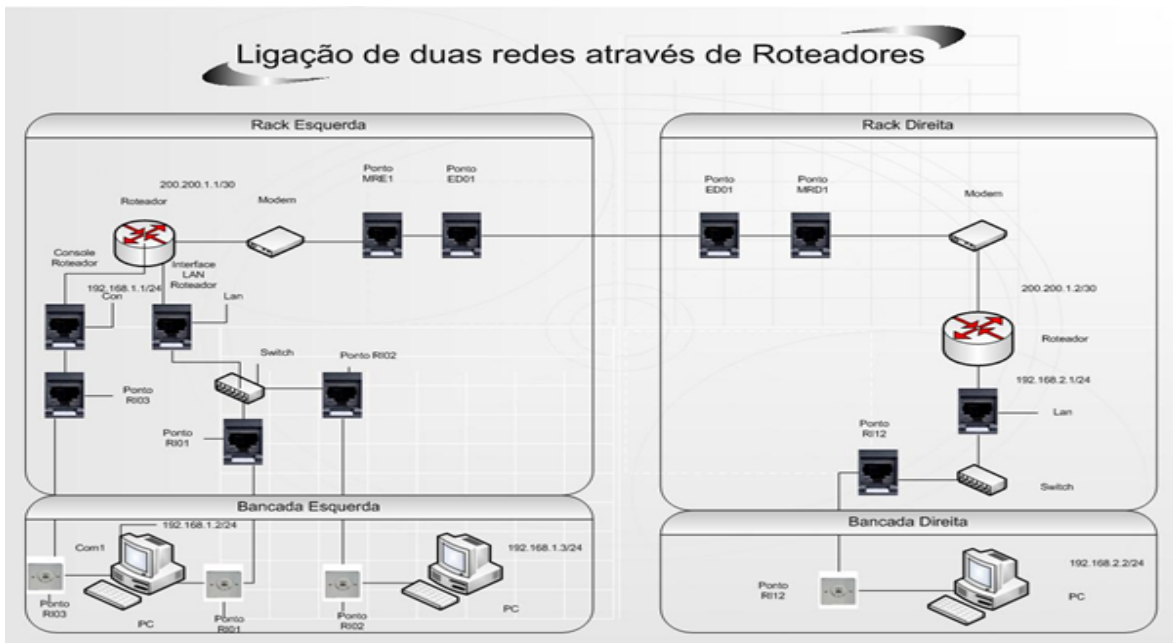 Ligação de duas redes através de Roteadores
Rack Esquerda
200.200.1.1/30
Roteador
Modem
Ponto
MRE1
Ponto
ED01
Console
Roteador
192.168.1.1/24
Con
Interface
LAN
Roteador
Lan
Switch
Ponto RI02
Ponto
RI03
Ponto
RI01
Bancada Esquerda
192.168.1.2/24
Com1
Ponto
RI03
PC
Ponto
RI01
Ponto
RI02
192.168.1.3/24
PC
Rack Direita
Ponto
ED01
Ponto
MRD1
Modem
200.200.1.2/30
Roteador
192.168.2.1/24
Lan
Ponto
RI12
Switch
Bancada Direita
Ponto
RI12
192.168.2.2/24
PC